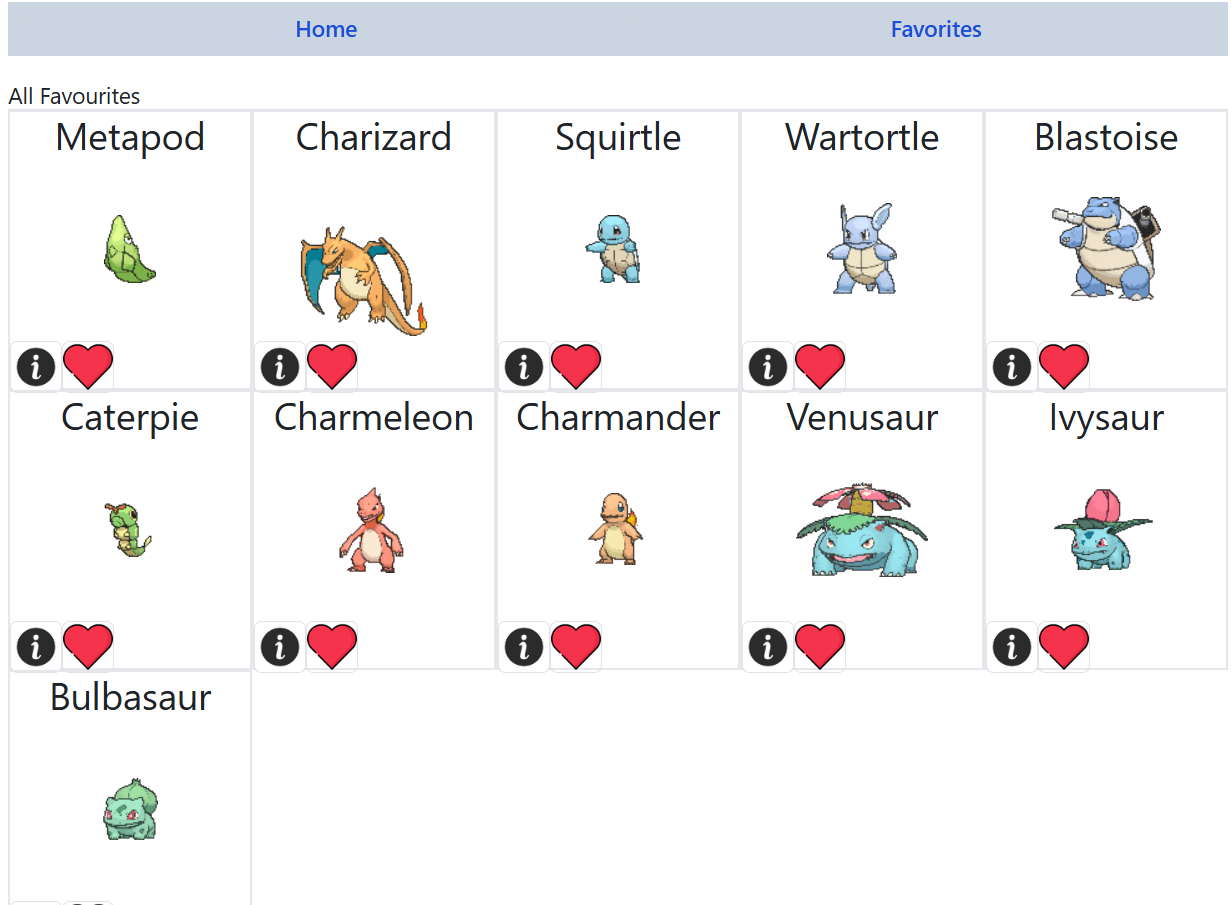 Home Favorites
All Favourites
Metapod Charizard Squirtle Wartortle Blastoise
Caterpie Charmeleon Charmander Venusaur Ivysaur
Bulbasaur